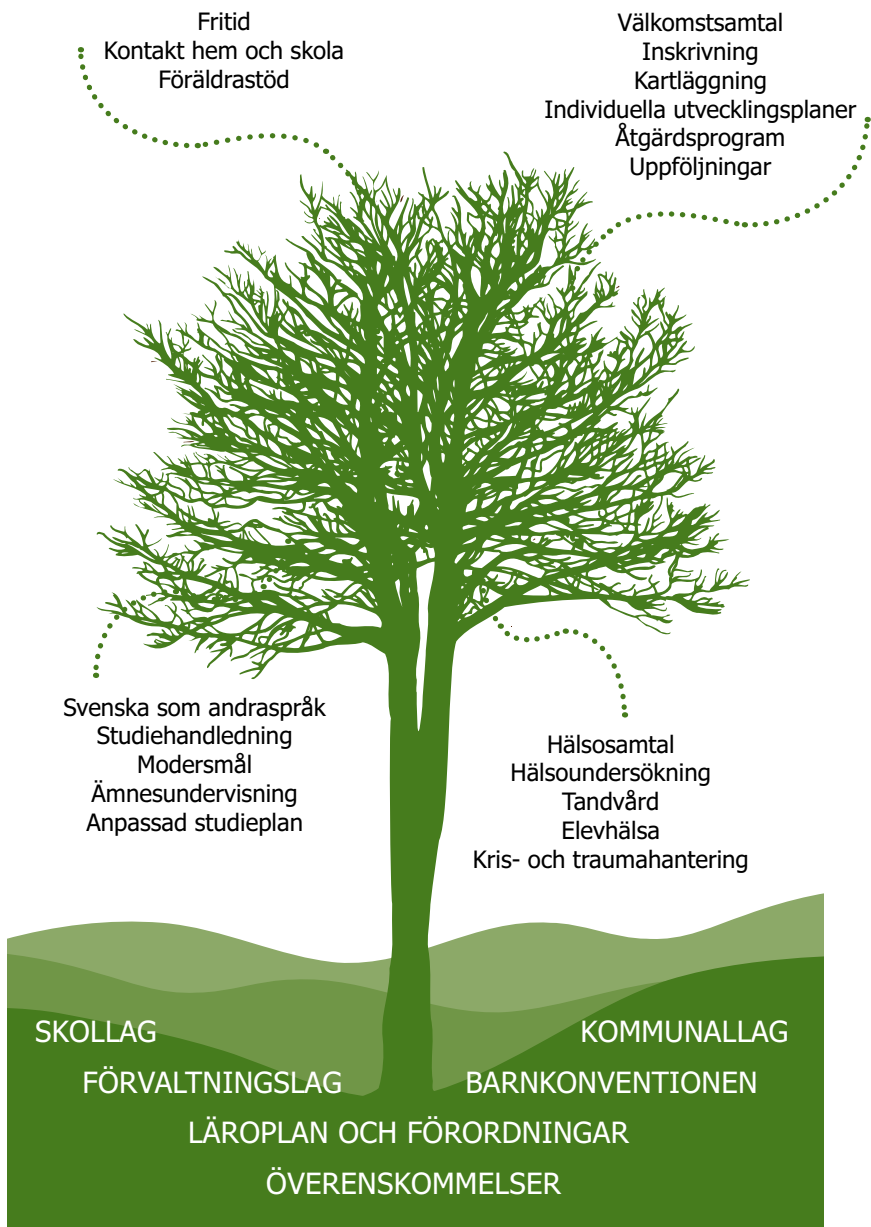 Fritid
Kontakt hem och skola
Föräldrastöd
Välkomstsamtal
Inskrivning
Kartläggning
Individuella utvecklingsplaner
Åtgärdsprogram
Uppföljningar
Svenska som andraspråk
Studiehandledning
Modersmål
Ämnesundervisning
Anpassad studieplan
Hälsosamtal
Hälsoundersökning
Tandvård
Elevhälsa
Kris- och traumahantering
SKOLLAG
KOMMUNALLAG
FÖRVALTNINGSLAG
BARNKONVENTIONEN
LÄROPLAN OCH FÖRORDNINGAR
ÖVERENSKOMMELSER